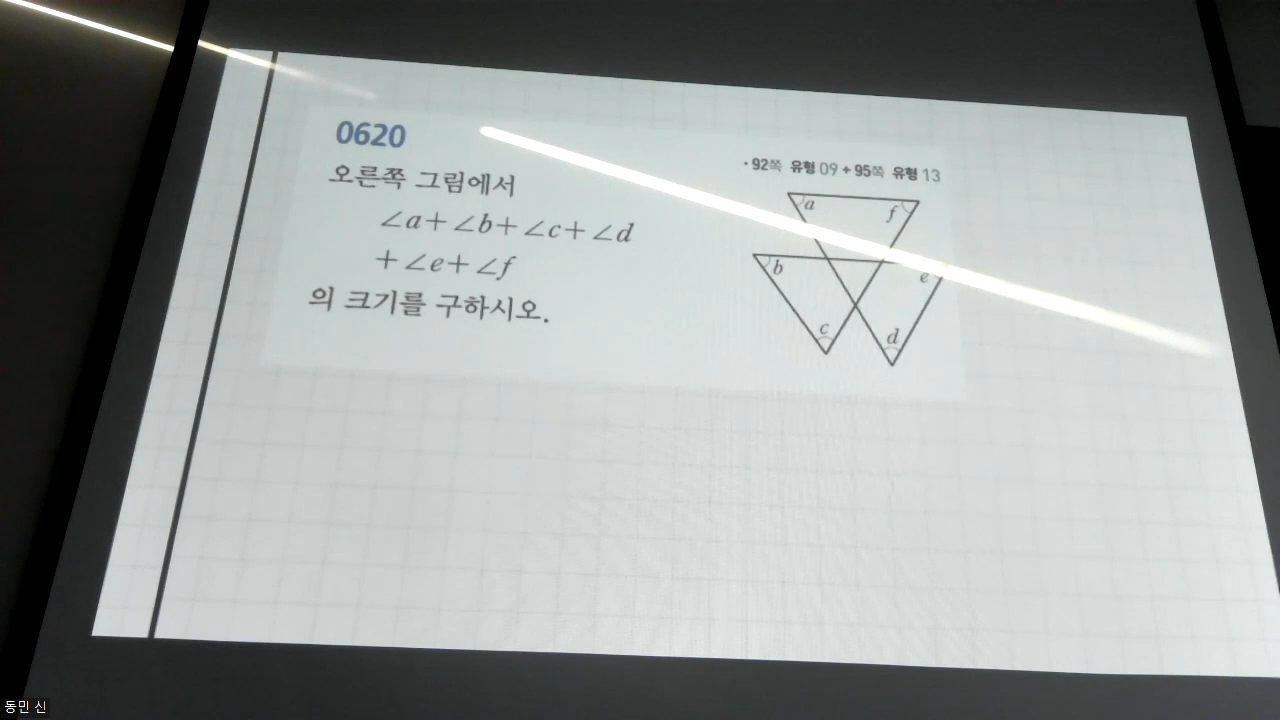 0620
• 92쪽 유형 09 + 95쪽 유형 13
오른쪽 그림에서
∠a+∠b+∠c+∠d
+∠e+∠f
의 크기를 구하시오.
a
f
b
e
c
d
동민 신